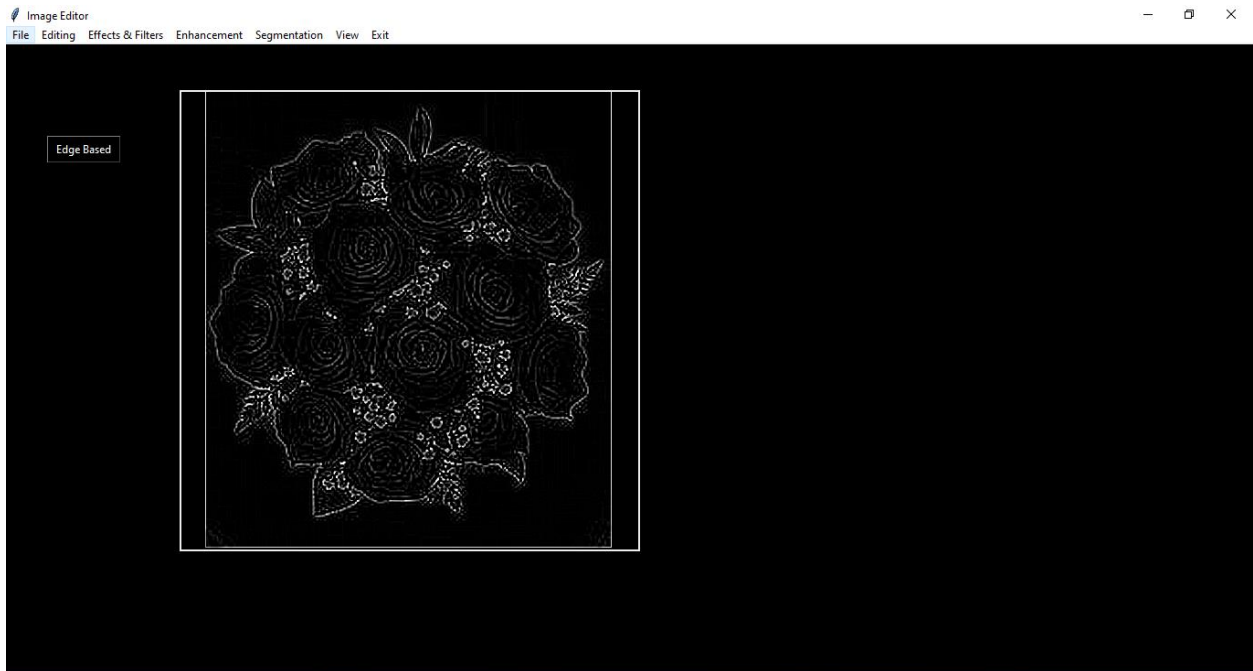 Image Editor
File Editing Effects & Filters Enhancement Segmentation View Exit
Edge Based